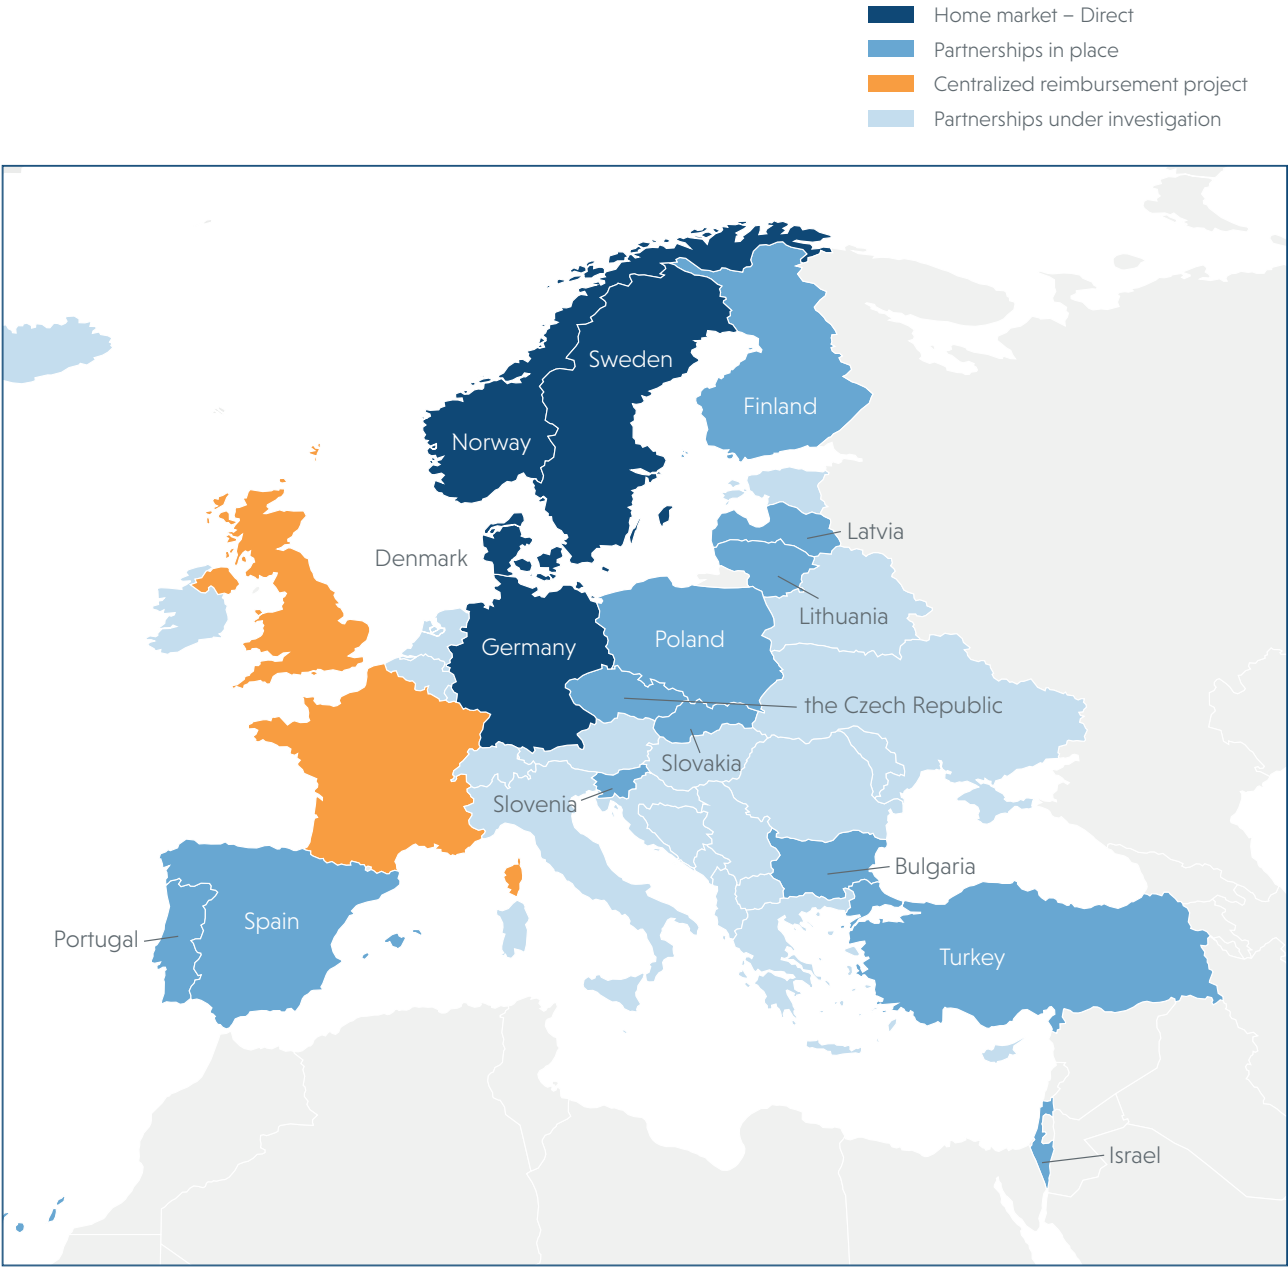 Home market – Direct
Partnerships in place
Centralized reimbursement project
Partnerships under investigation
Sweden
Finland
Norway
Latvia
Denmark
Lithuania
Poland
Germany
the Czech Republic
Slovakia
Slovenia
Bulgaria
Spain
Portugal
Turkey
Israel